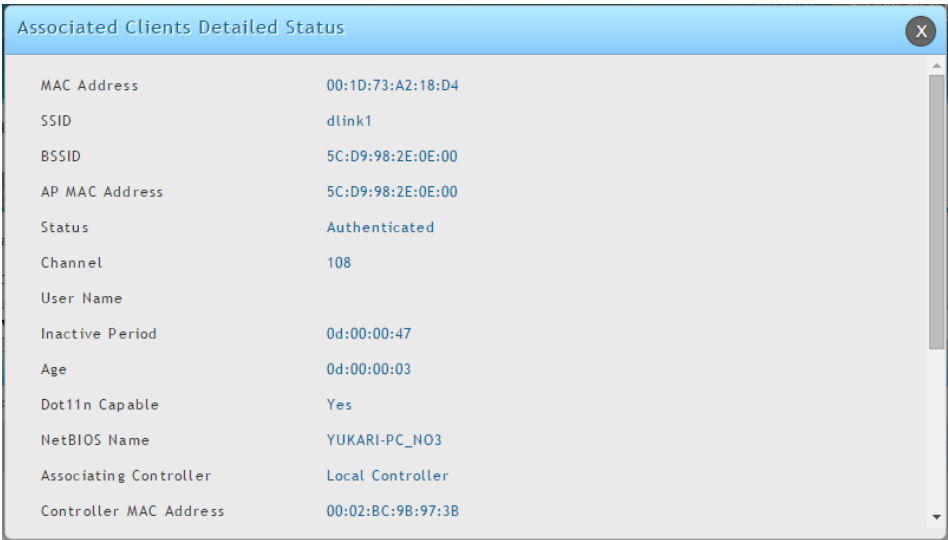 Associated Clients Detailed Status
X
MAC Address 00:1D:73:A2:18:D4
SSID dlink1
BSSID 5C:D9:98:2E:0E:00
AP MAC Address 5C:D9:98:2E:0E:00
Status Authenticated
Channel 108
User Name
Inactive Period 0d:00:00:47
Age 0d:00:00:03
Dot11n Capable Yes
NetBIOS Name YUKARI-PC_NO3
Associating Controller Local Controller
Controller MAC Address 00:02:BC:9B:97:3B